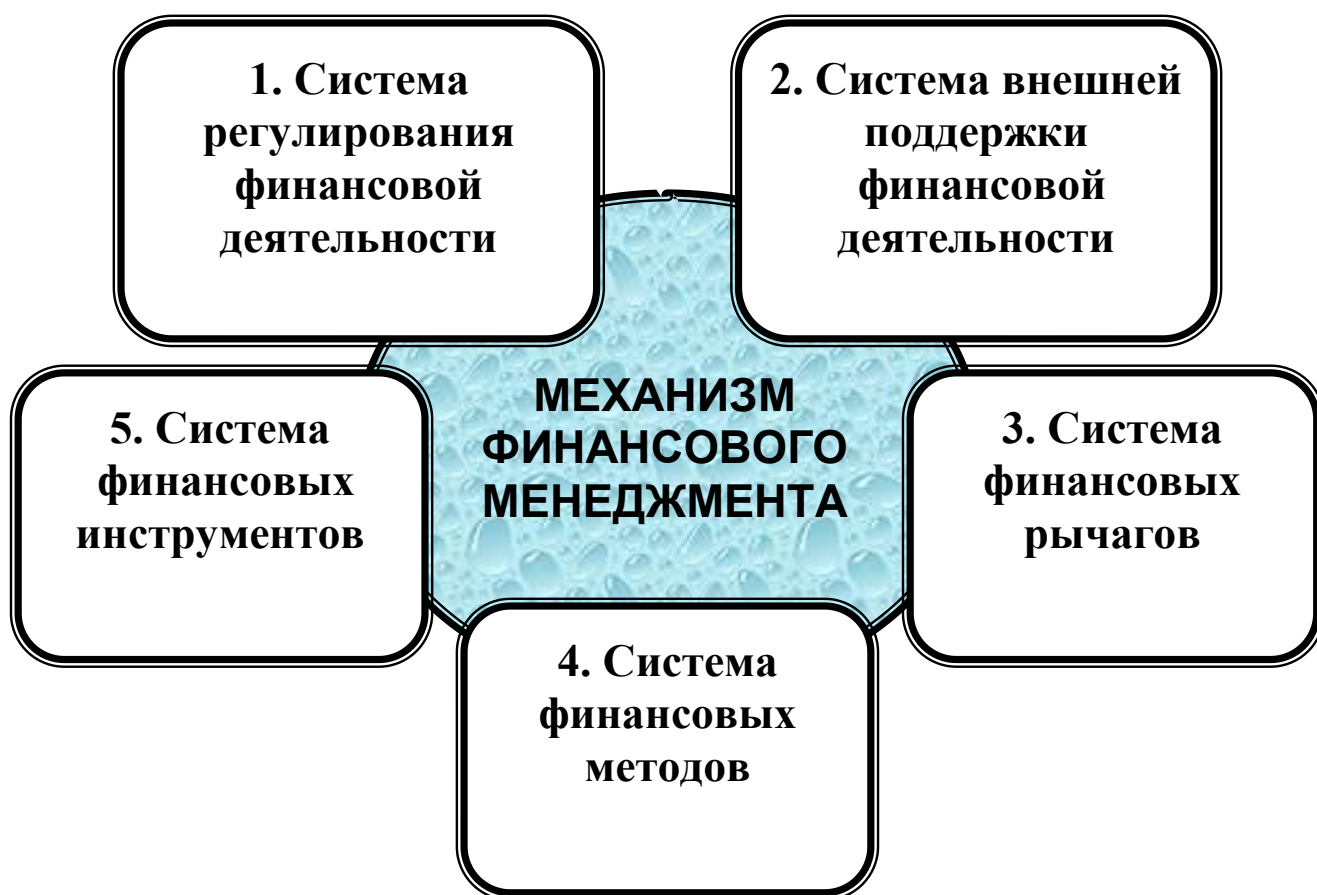 1. Система
регулирования
финансовой
деятельности
2. Система внешней
поддержки
финансовой
деятельности
МЕХАНИЗМ
ФИНАНСОВОГО
МЕНЕДЖМЕНТА
3. Система
финансовых
рычагов
4. Система
финансовых
методов
5. Система
финансовых
инструментов